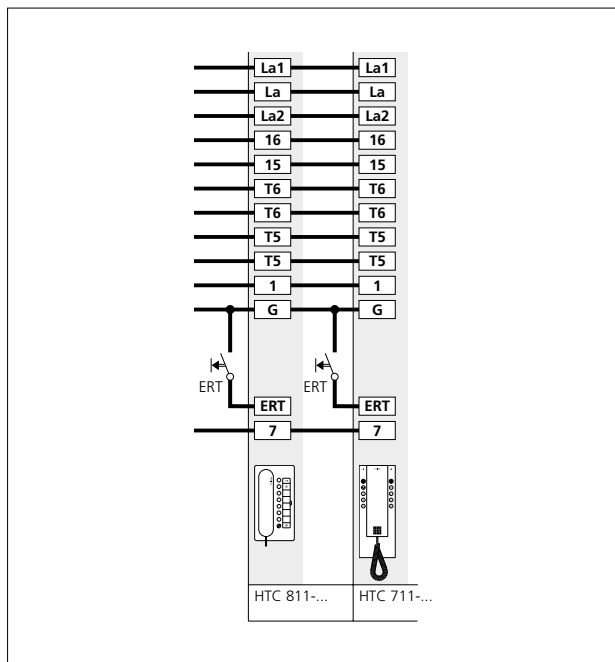 La1 La1
La La
La2 La2
16 16
15 15
T6 T6
T6 T6
T5 T5
T5 T5
1 1
G G
ERT ERT
ERT ERT
7 7
HTC 811-... HTC 711-...